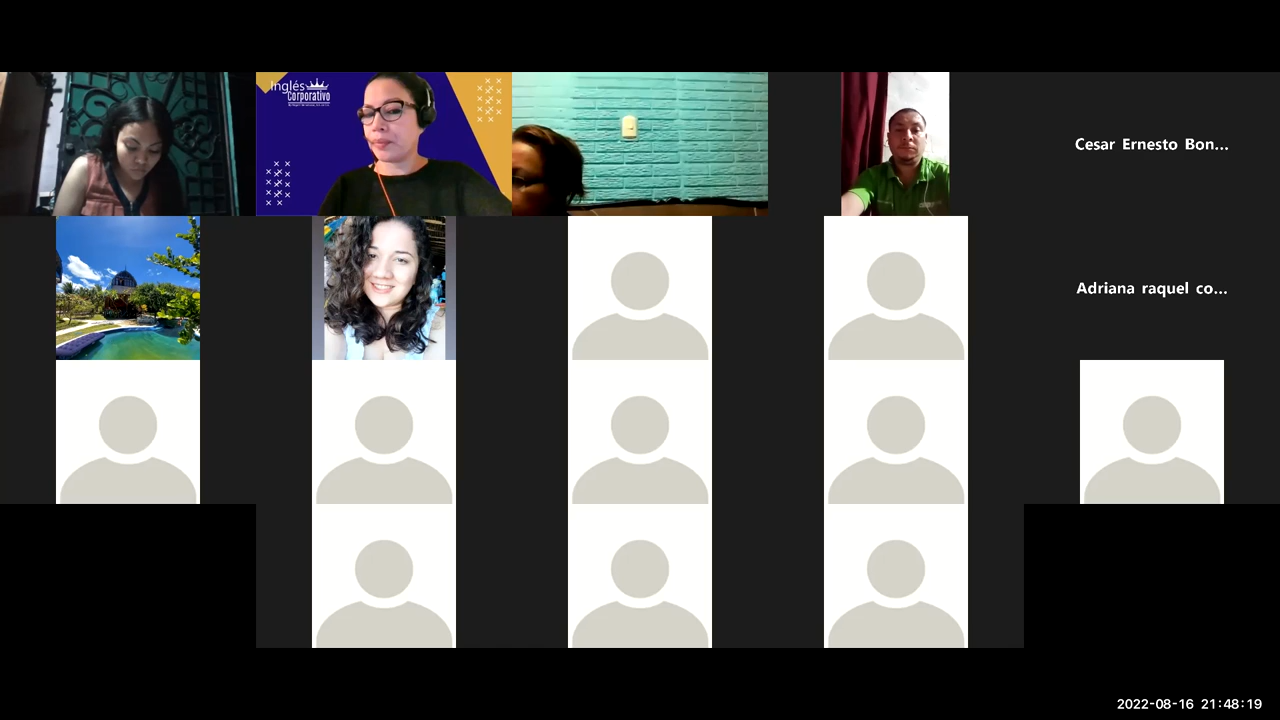 Inglés
Corporativo
Cesar Ernesto Bon...
Adriana raquel co...
2022-08-16 21:48:19